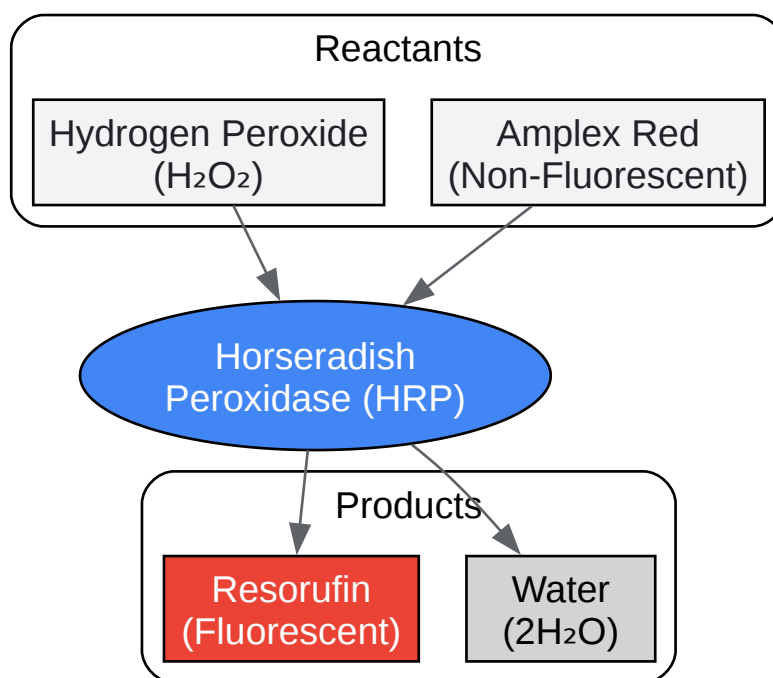 Reactants
Hydrogen Peroxide
(H₂O₂)
Amplex Red
(Non-Fluorescent)
Horseradish
Peroxidase (HRP)
Products
Resorufin
(Fluorescent)
Water
(2H₂O)